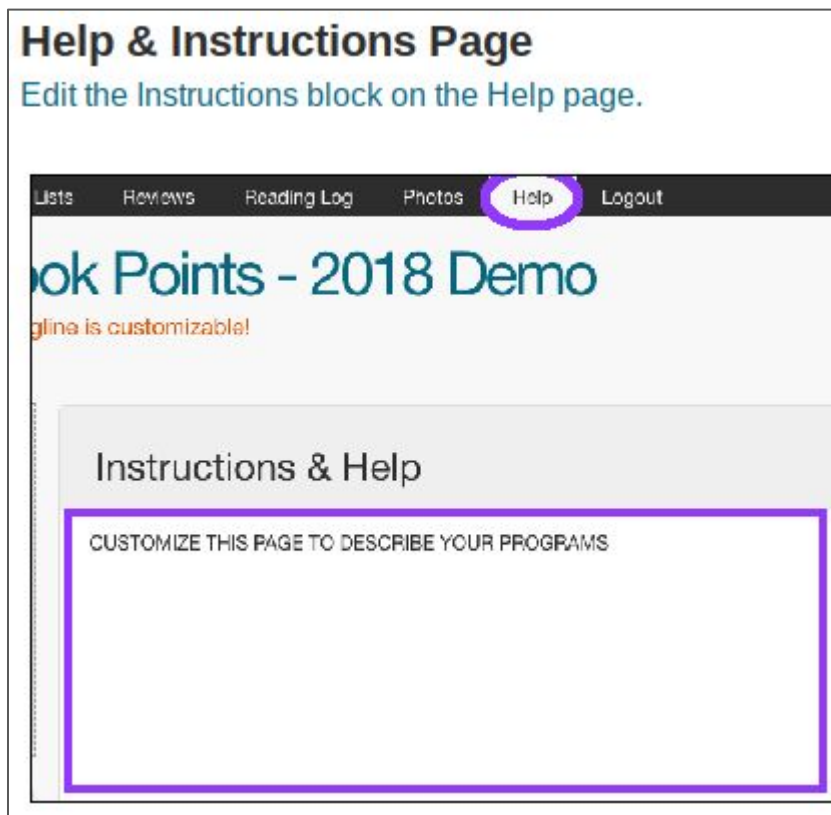 Help & Instructions Page
Edit the Instructions block on the Help page.
Lists Reviews Reading Log Photos Help Logout
ook Points - 2018 Demo
gline is customizable!
Instructions & Help
CUSTOMIZE THIS PAGE TO DESCRIBE YOUR PROGRAMS